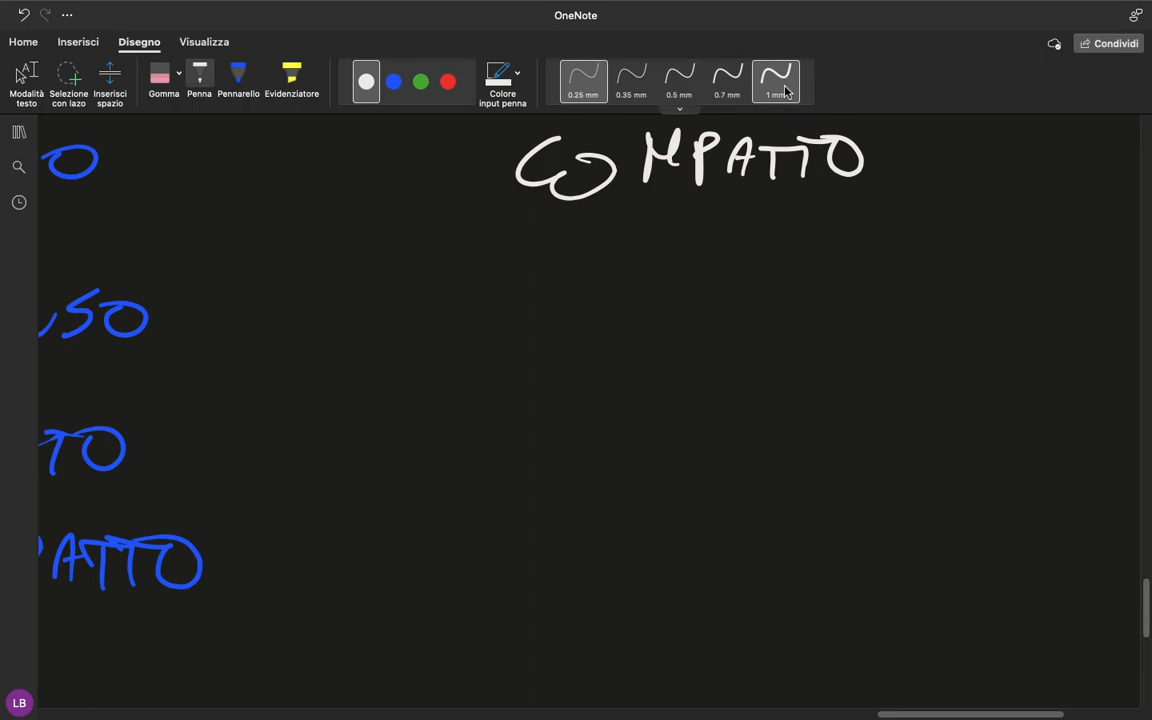 OneNote
Home Inserisci Disegno Visualizza
Condividi
Modalità testo
Selezione con lazo
Inserisci spazio
Gomma
Penna
Pennarello
Evidenziatore
Colore input penna
0.25 mm
0.35 mm
0.5 mm
0.7 mm
1 mm
COMPATTO
O
USO
TO
PATTO
LB